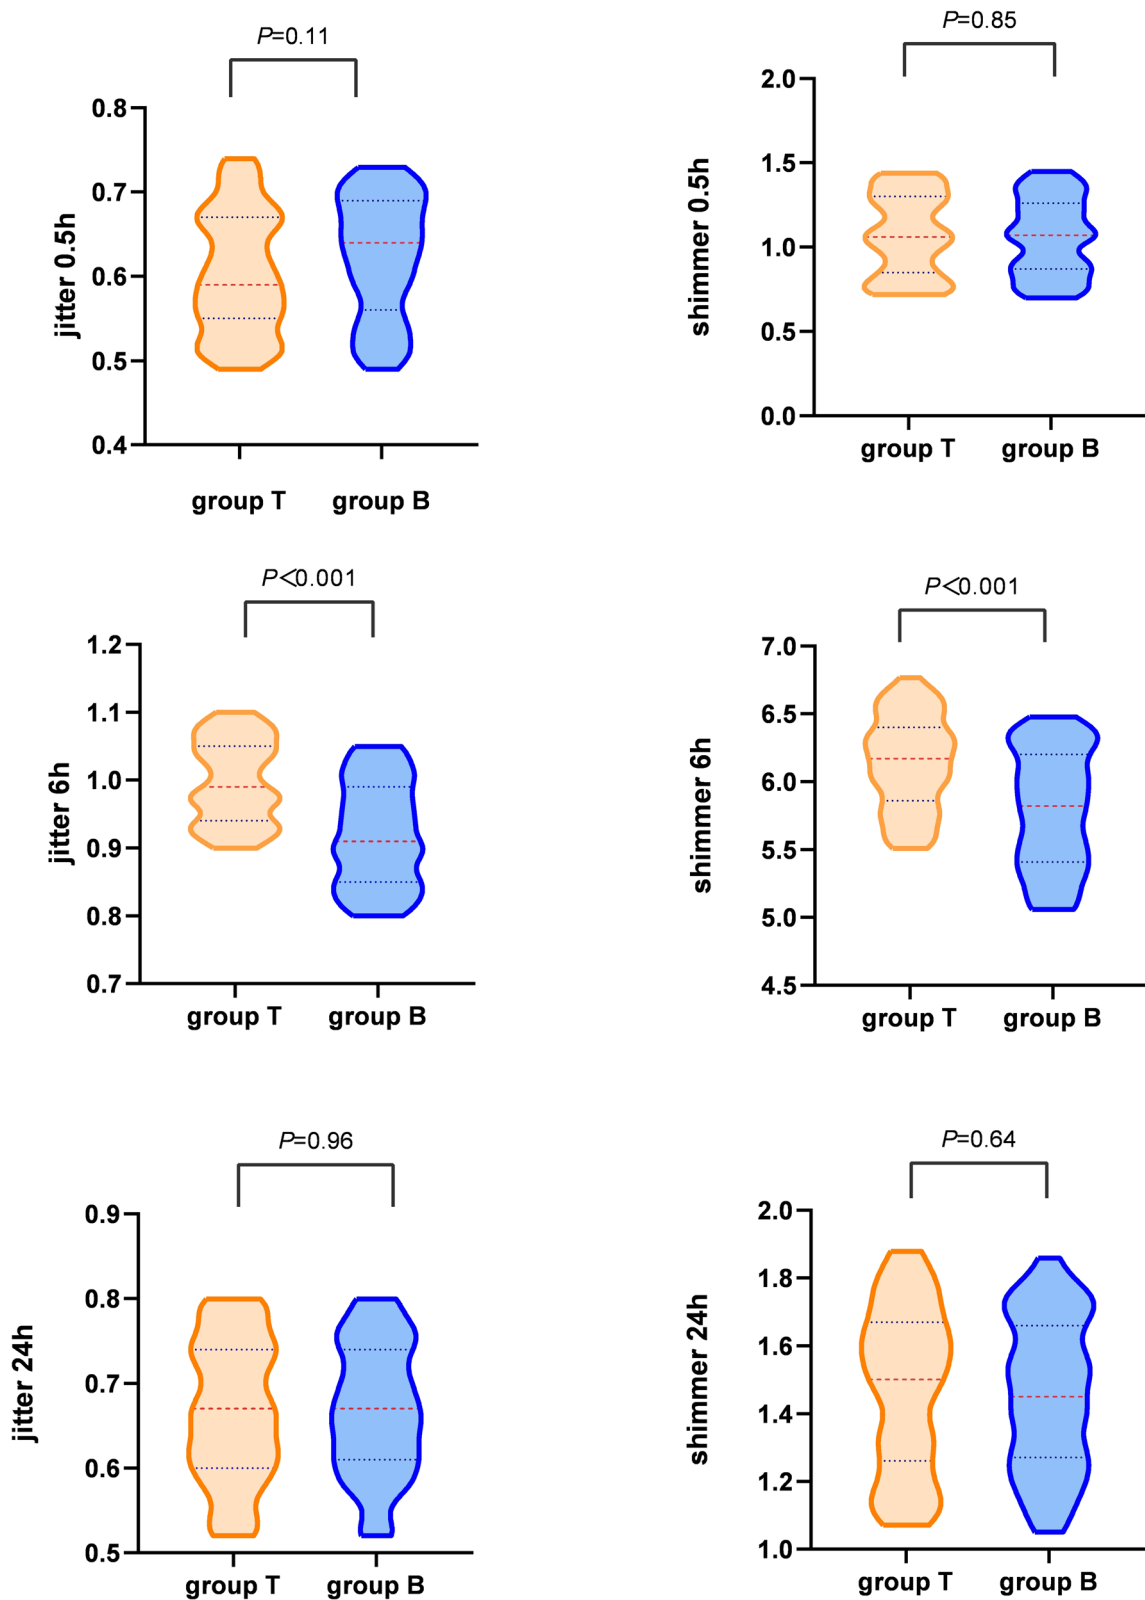 P=0.11
0.8
0.7
0.6
0.5
0.4
jitter 0.5h
group T group B
P=0.85
2.0
1.5
1.0
0.5
0.0
shimmer 0.5h
group T group B
P<0.001
1.2
1.1
1.0
0.9
0.8
0.7
jitter 6h
group T group B
P<0.001
7.0
6.5
6.0
5.5
5.0
4.5
shimmer 6h
group T group B
P=0.96
0.9
0.8
0.7
0.6
0.5
jitter 24h
group T group B
P=0.64
2.0
1.8
1.6
1.4
1.2
1.0
shimmer 24h
group T group B